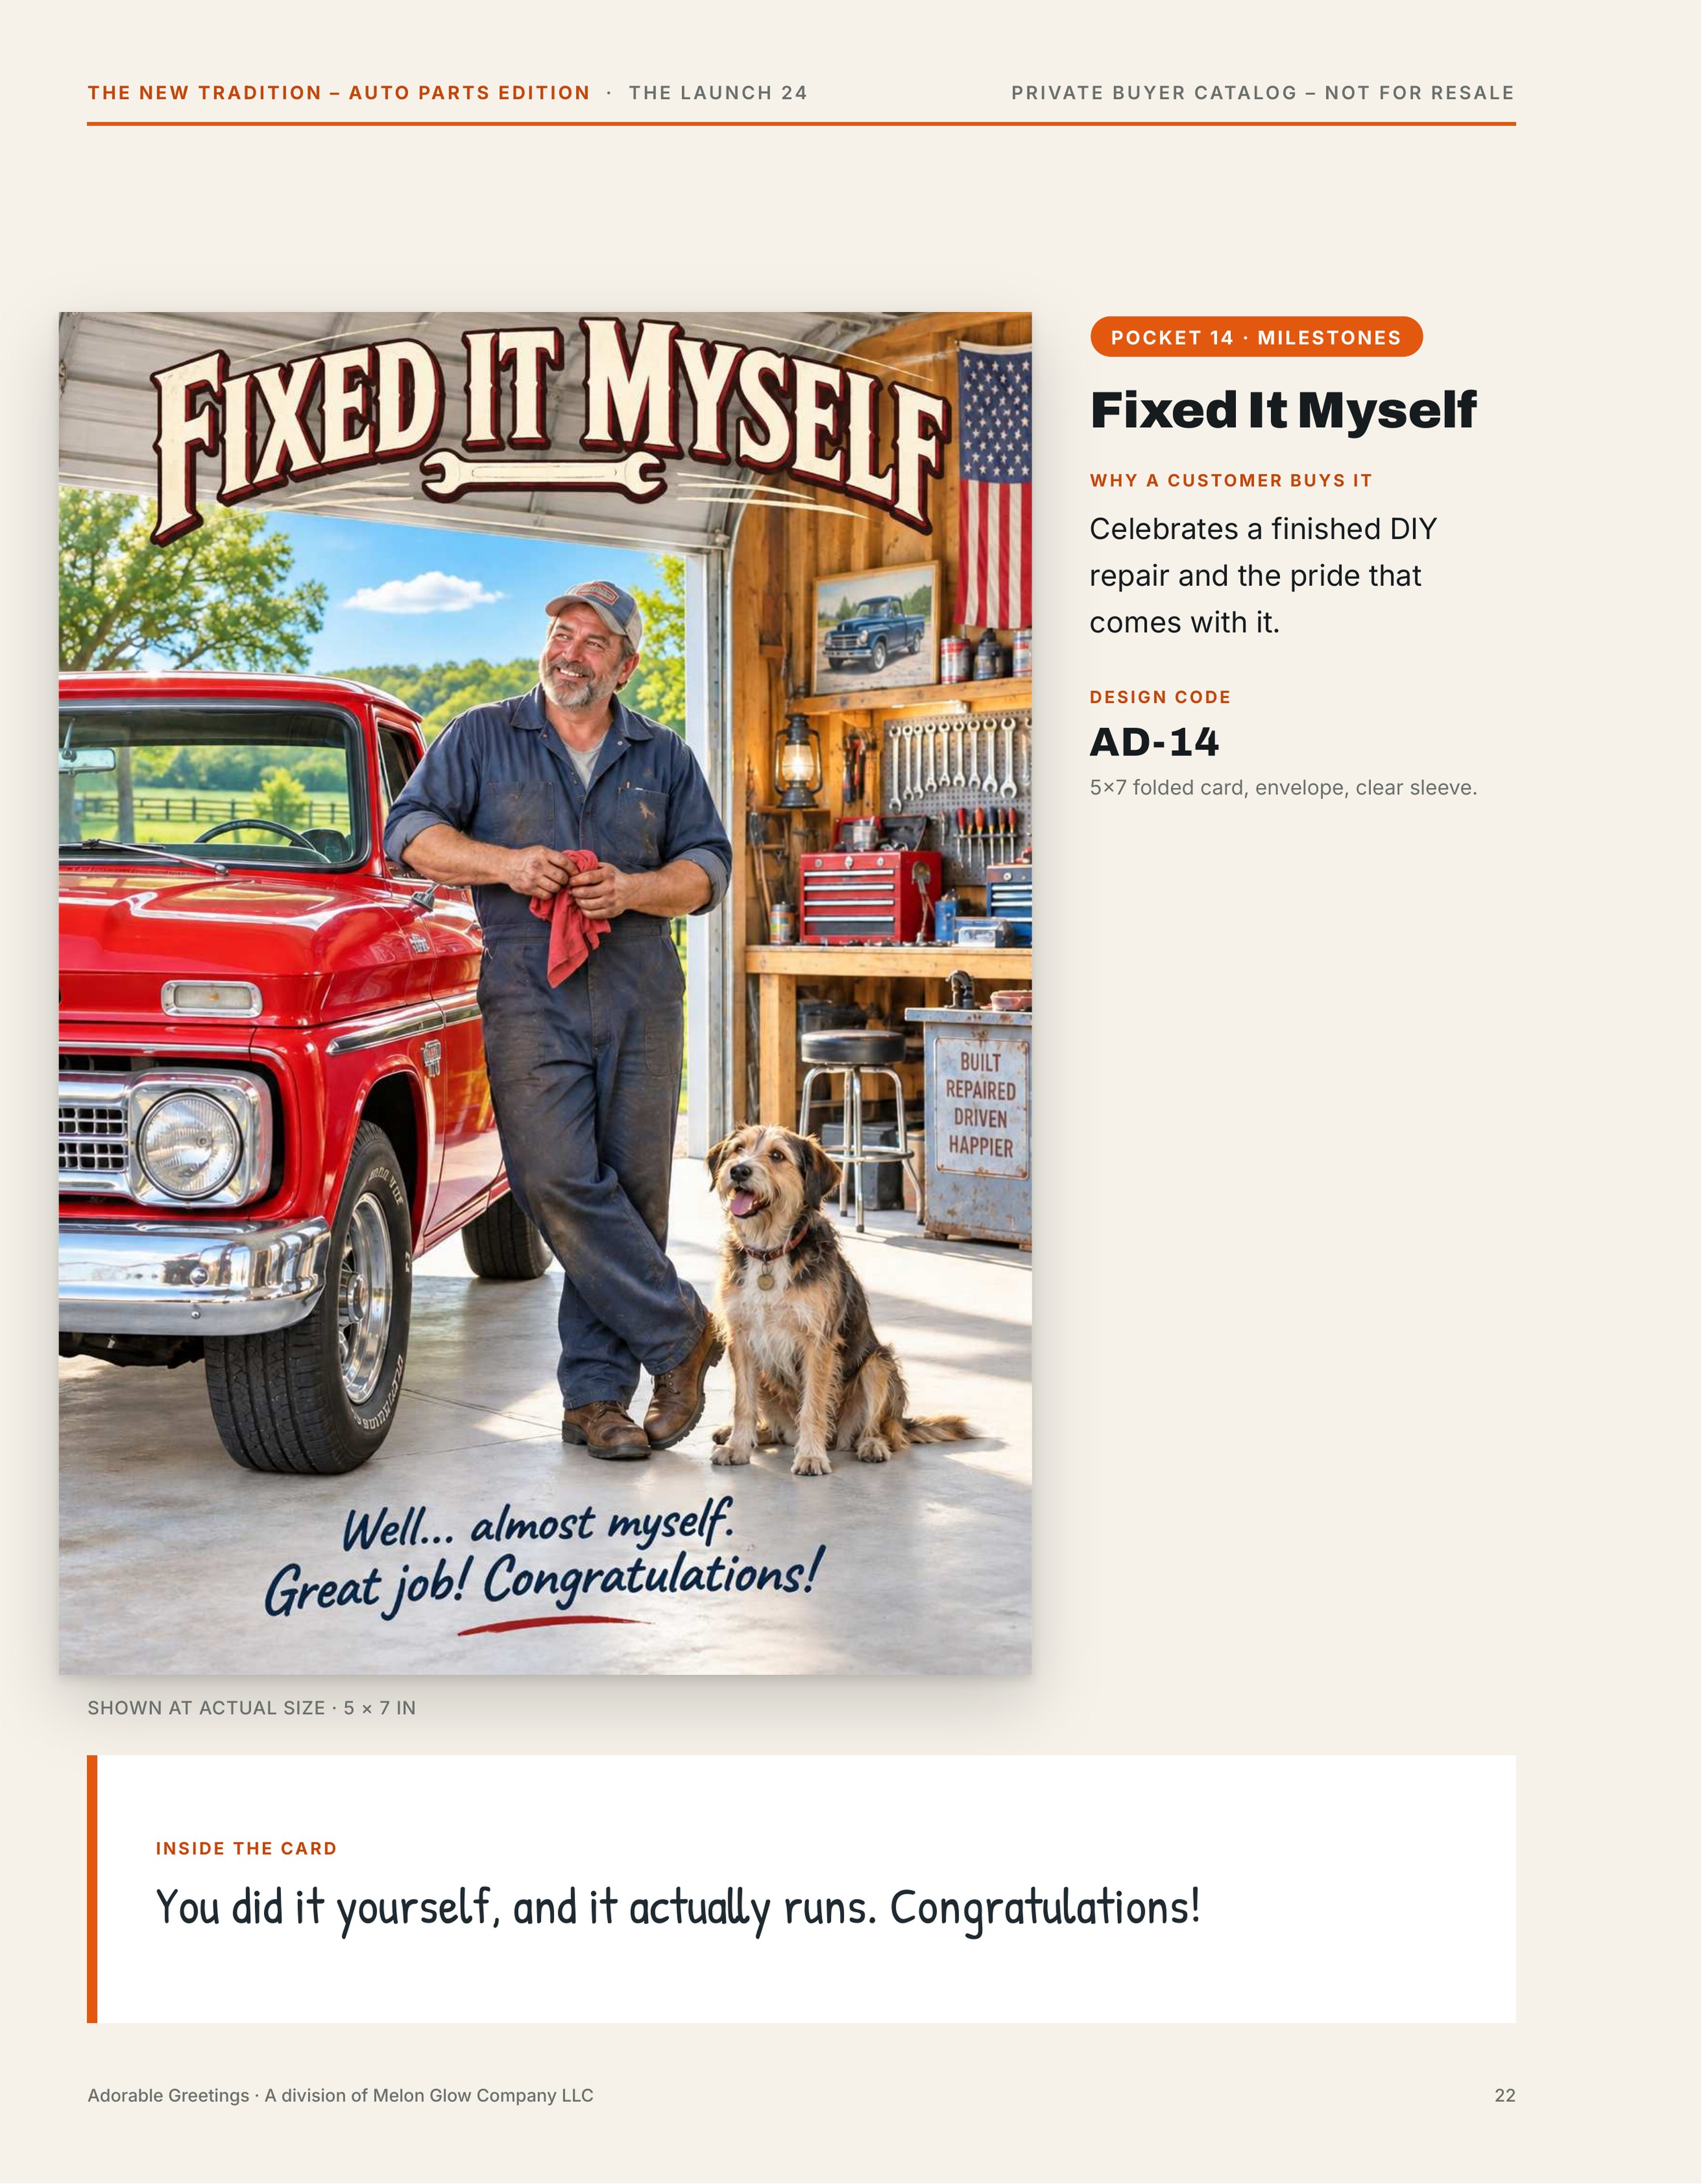 THE NEW TRADITION – AUTO PARTS EDITION · THE LAUNCH 24
PRIVATE BUYER CATALOG – NOT FOR RESALE
FIXED IT MYSELF
BUILT
REPAIRED
DRIVEN
HAPPIER
Well... almost myself.
Great job! Congratulations!
SHOWN AT ACTUAL SIZE · 5 × 7 IN
POCKET 14 · MILESTONES
Fixed It Myself
WHY A CUSTOMER BUYS IT
Celebrates a finished DIY
repair and the pride that
comes with it.
DESIGN CODE
AD-14
5×7 folded card, envelope, clear sleeve.
INSIDE THE CARD
You did it yourself, and it actually runs. Congratulations!
Adorable Greetings · A division of Melon Glow Company LLC
22